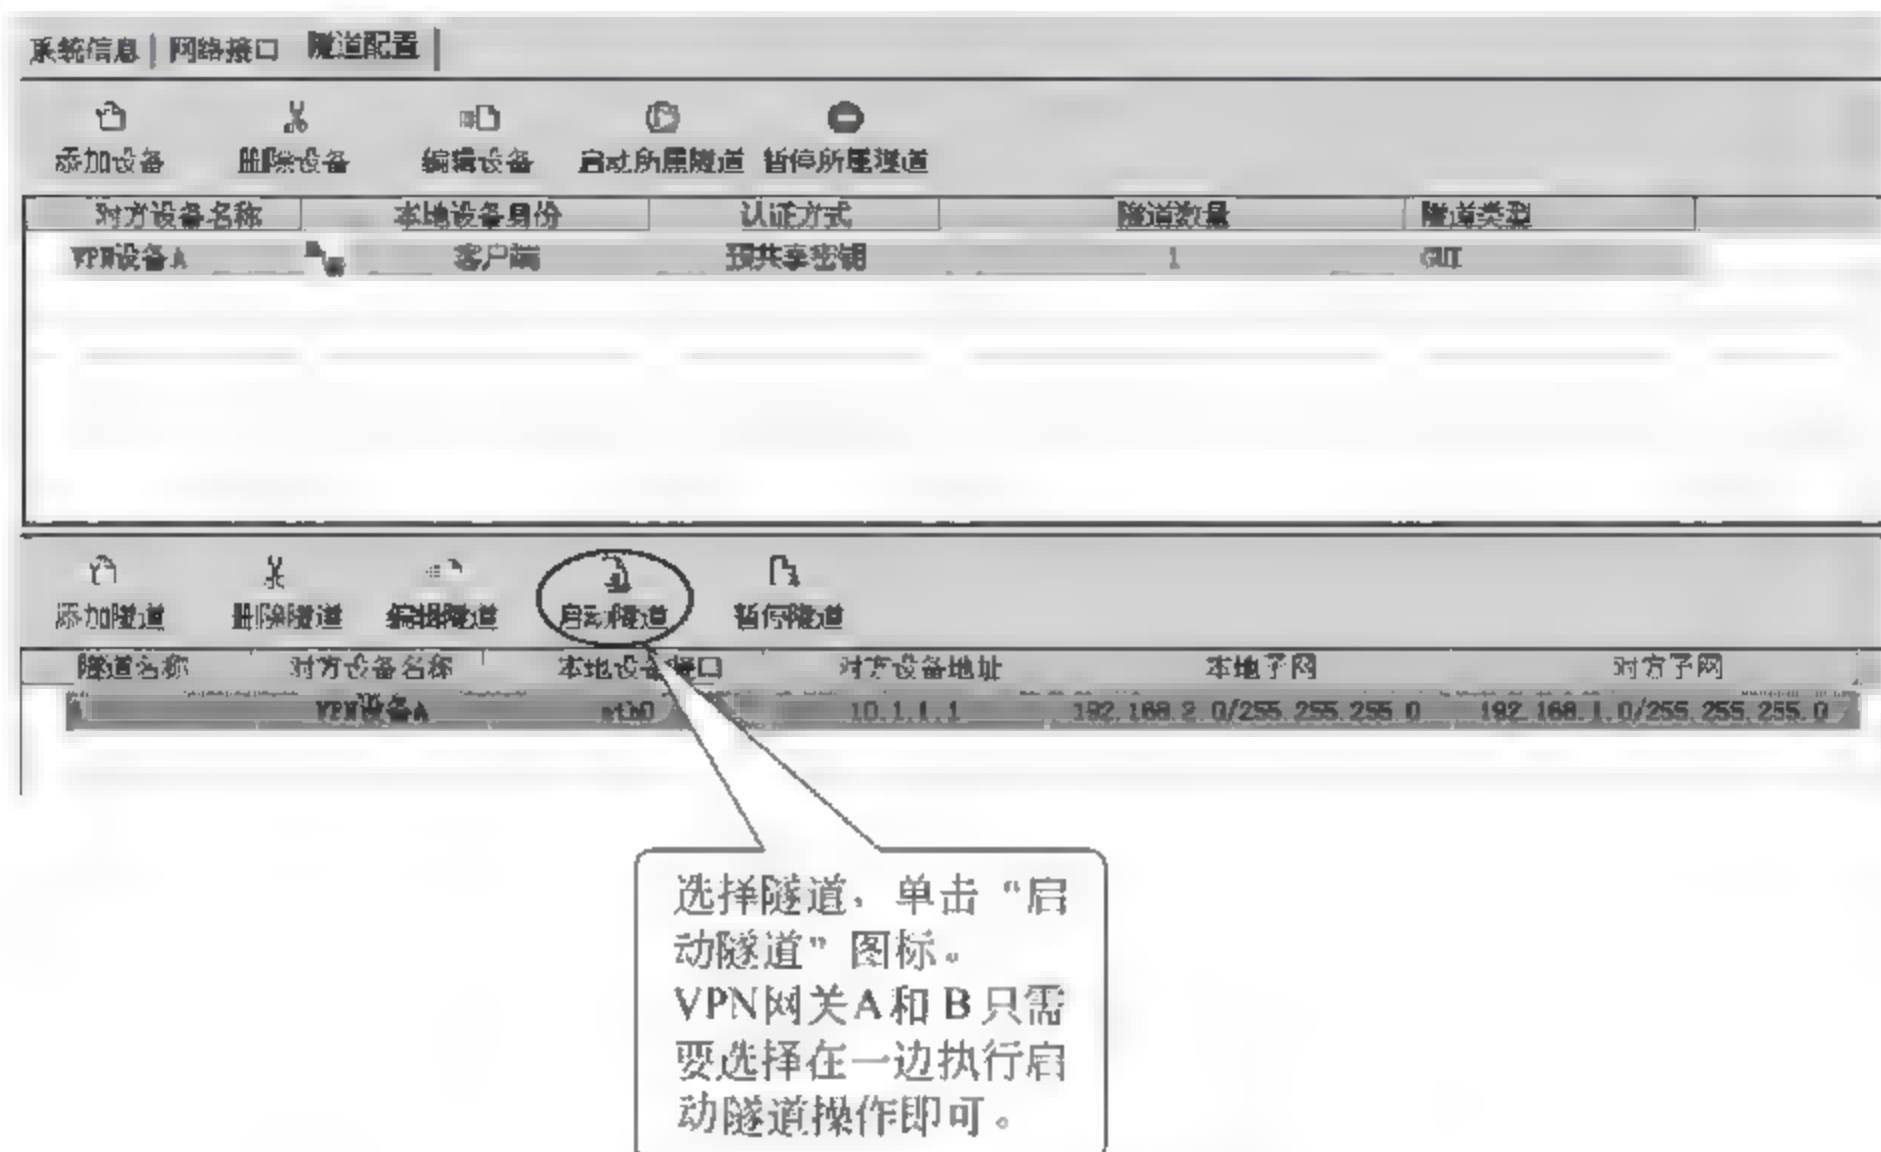 系统信息 网络接口 隧道配置
添加设备 删除设备 编辑设备 启动所属隧道 暂停所属隧道
对方设备名称 本地设备身份 认证方式 隧道数量 隧道类型
VPN设备A 客户端 预共享密钥 1 GUI
添加隧道 删除隧道 编辑隧道 启动隧道 暂停隧道
隧道名称 对方设备名称 本地设备接口 对方设备地址 本地子网 对方子网
VPN设备A eth0 10.1.1.1 192.168.2.0/255.255.255.0 192.168.1.0/255.255.255.0
选择隧道,单击“启
动隧道”图标。
VPN网关A和B只需
要选择在一边执行启
动隧道操作即可。